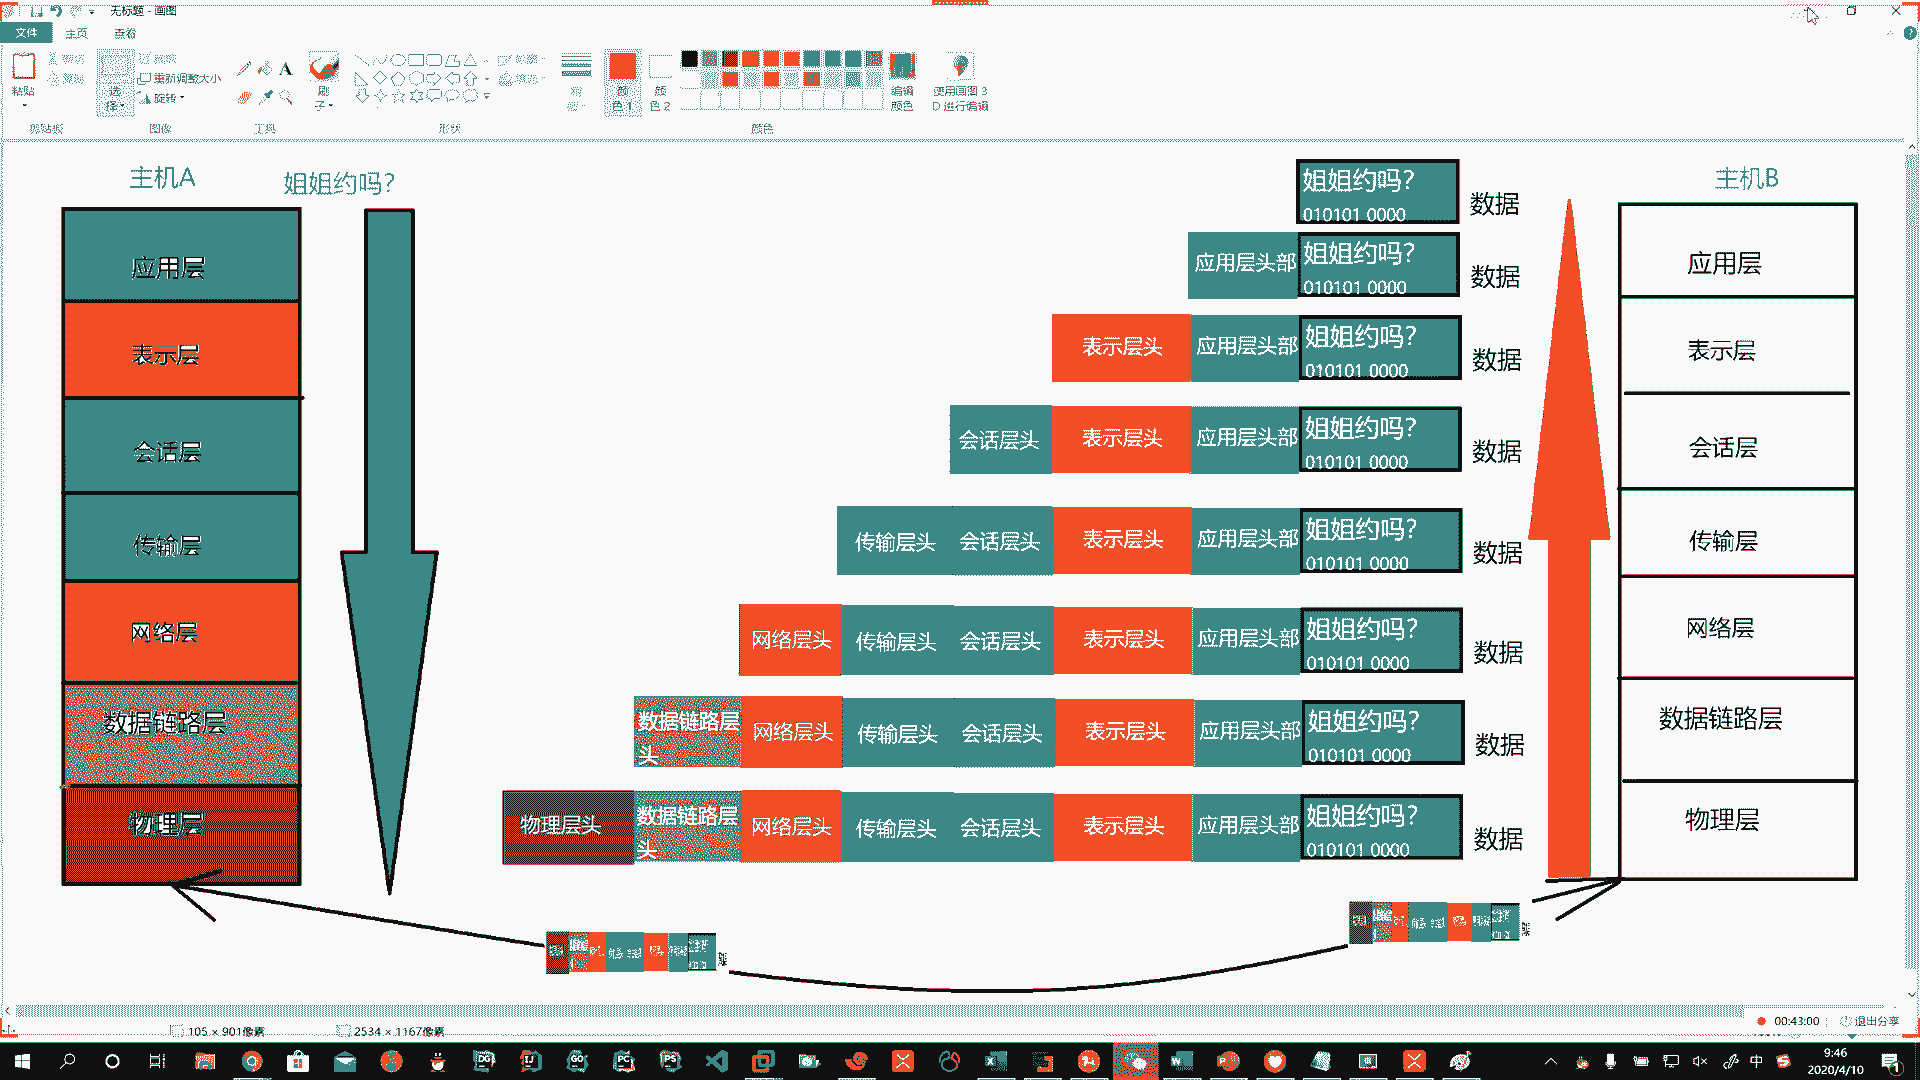 无标题 - 画图
文件 主页 查看
粘贴
选择
重新调整大小
旋转
A
刷子
颜色 1
颜色 2
编辑颜色
使用画图 3D 进行编辑
剪贴板 图像 工具 形状 颜色
主机A 姐姐约吗?
应用层
表示层
会话层
传输层
网络层
数据链路层
物理层
姐姐约吗?
010101 0000
数据
应用层头部 姐姐约吗?
010101 0000
数据
表示层头 应用层头部 姐姐约吗?
010101 0000
数据
会话层头 表示层头 应用层头部 姐姐约吗?
010101 0000
数据
传输层头 会话层头 表示层头 应用层头部 姐姐约吗?
010101 0000
数据
网络层头 传输层头 会话层头 表示层头 应用层头部 姐姐约吗?
010101 0000
数据
数据链路层头 网络层头 传输层头 会话层头 表示层头 应用层头部 姐姐约吗?
010101 0000
数据
物理层头 数据链路层头 网络层头 传输层头 会话层头 表示层头 应用层头部 姐姐约吗?
010101 0000
数据
主机B
应用层
表示层
会话层
传输层
网络层
数据链路层
物理层
105 × 901像素 2534 × 1167像素
00:43:00 退出分享
中
9:46
2020/4/10